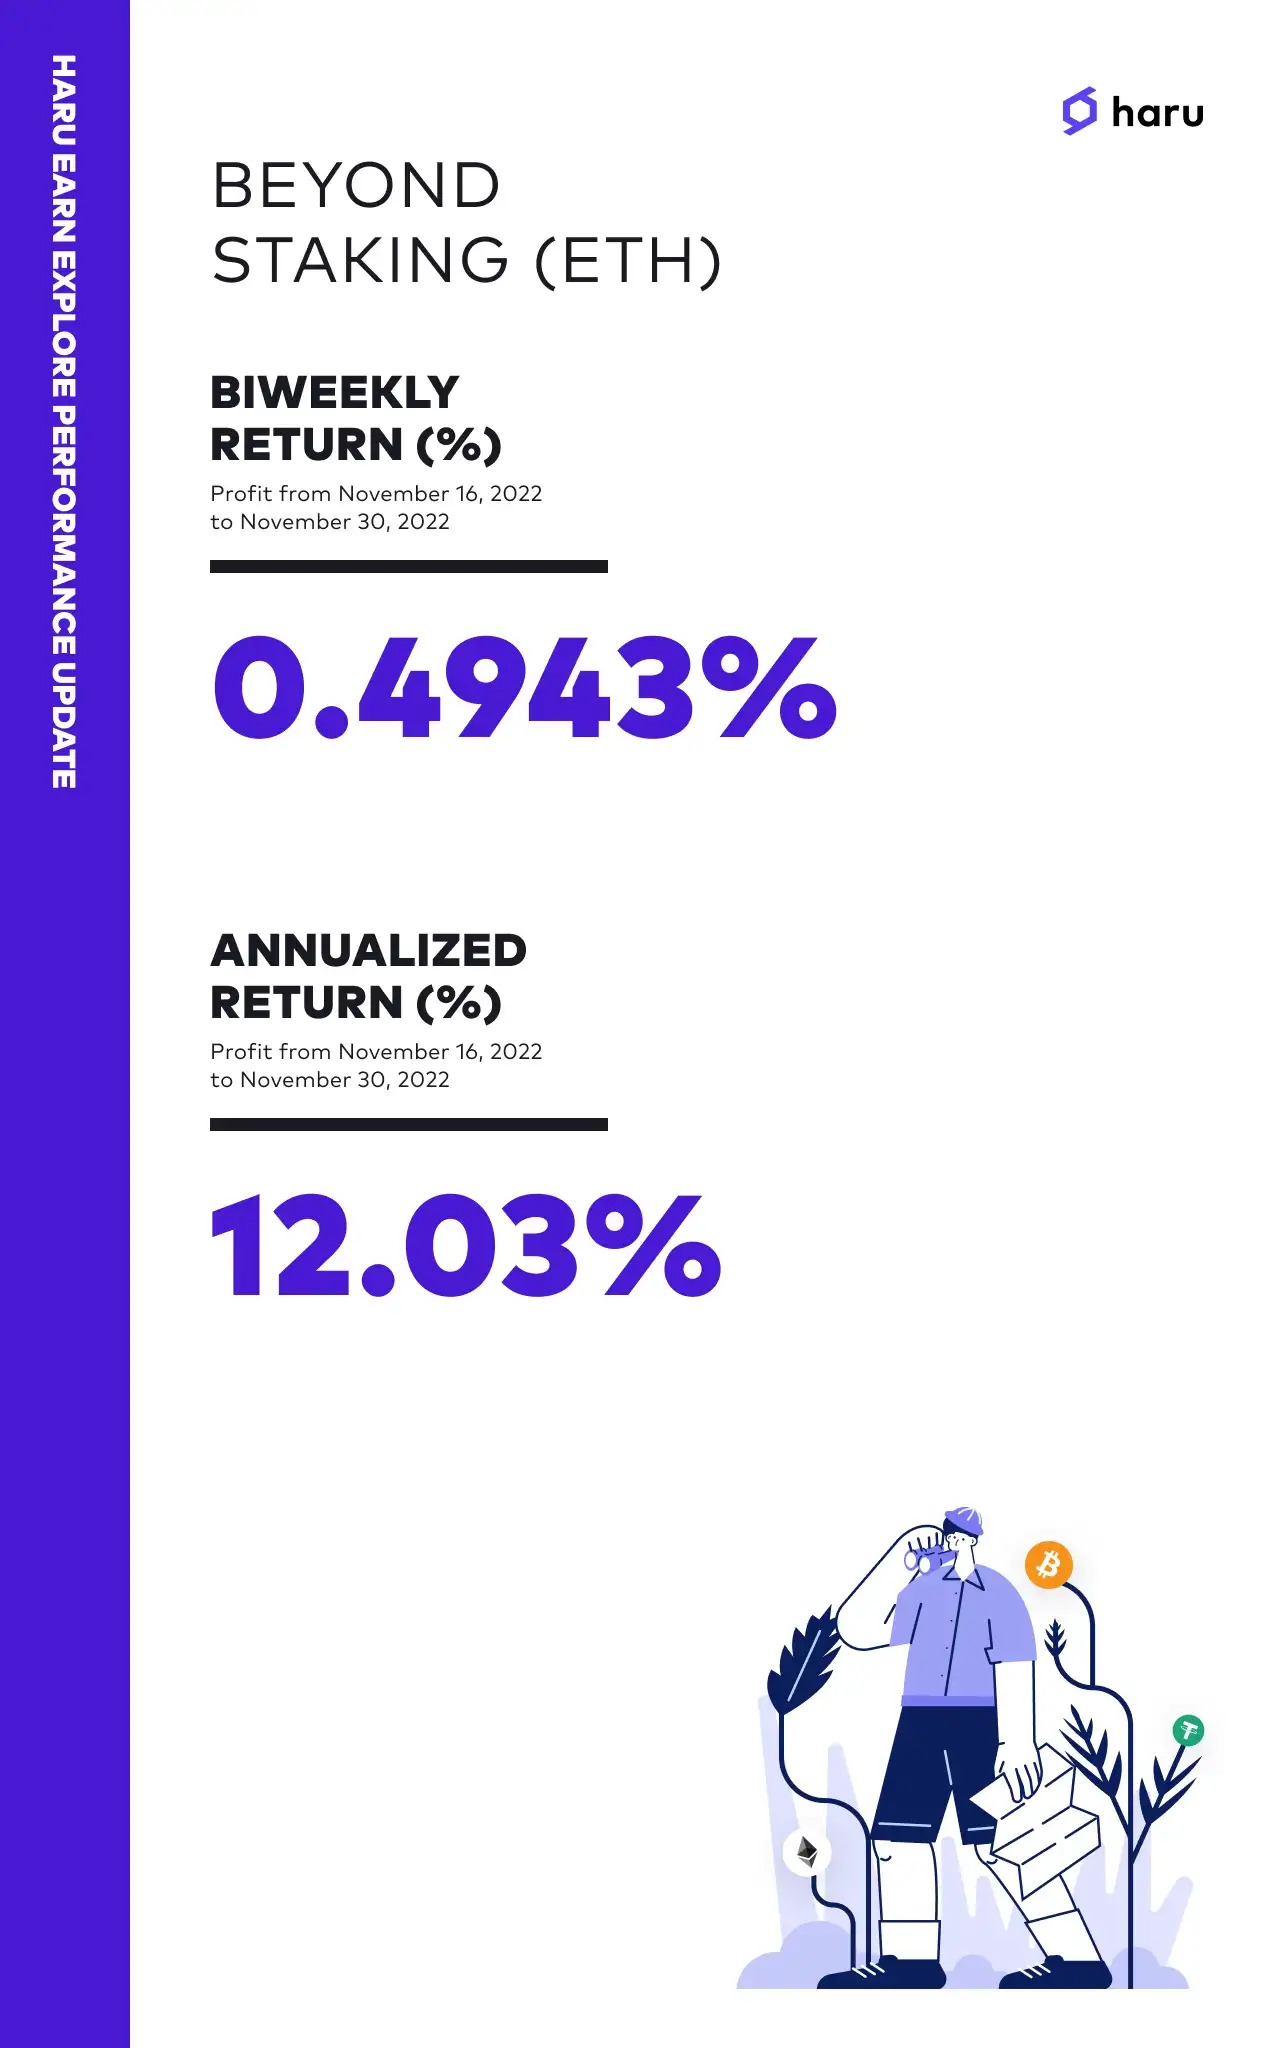 HARU EARN EXPLORE PERFORMANCE UPDATE
haru
BEYOND
STAKING (ETH)
BIWEEKLY
RETURN (%)
Profit from November 16, 2022
to November 30, 2022
0.4943%
ANNUALIZED
RETURN (%)
Profit from November 16, 2022
to November 30, 2022
12.03%